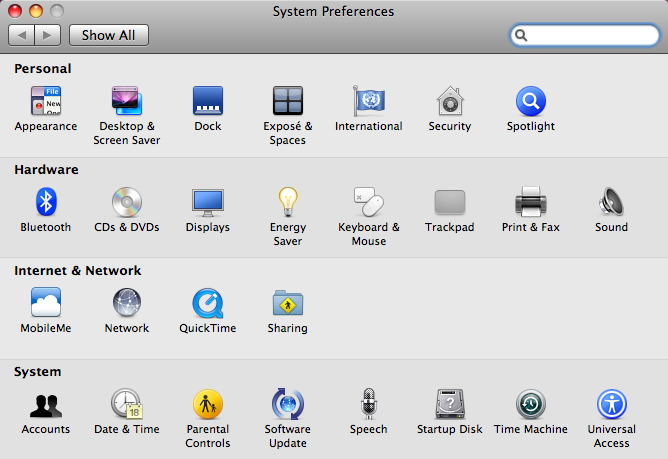 System Preferences
Show All
Personal
File
New
Appearance
Desktop &
Screen Saver
Dock
Exposé &
Spaces
International
Security
Spotlight
Hardware
Bluetooth
CDs & DVDs
Displays
Energy
Saver
Keyboard &
Mouse
Trackpad
Print & Fax
Sound
Internet & Network
MobileMe
Network
QuickTime
Sharing
System
Accounts
18
Date & Time
Parental
Controls
Software
Update
Speech
?
Startup Disk
Time Machine
Universal
Access